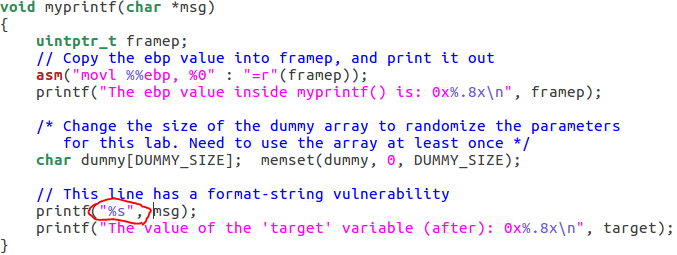 void myprintf(char *msg)
{
    uintptr_t framep;
    // Copy the ebp value into framep, and print it out
    asm("movl %%ebp, %0" : "=r"(framep));
    printf("The ebp value inside myprintf() is: 0x%.8x\n", framep);

    /* Change the size of the dummy array to randomize the parameters
       for this lab. Need to use the array at least once */
    char dummy[DUMMY_SIZE];  memset(dummy, 0, DUMMY_SIZE);

    // This line has a format-string vulnerability
    printf("%s", msg);
    printf("The value of the 'target' variable (after): 0x%.8x\n", target);
}